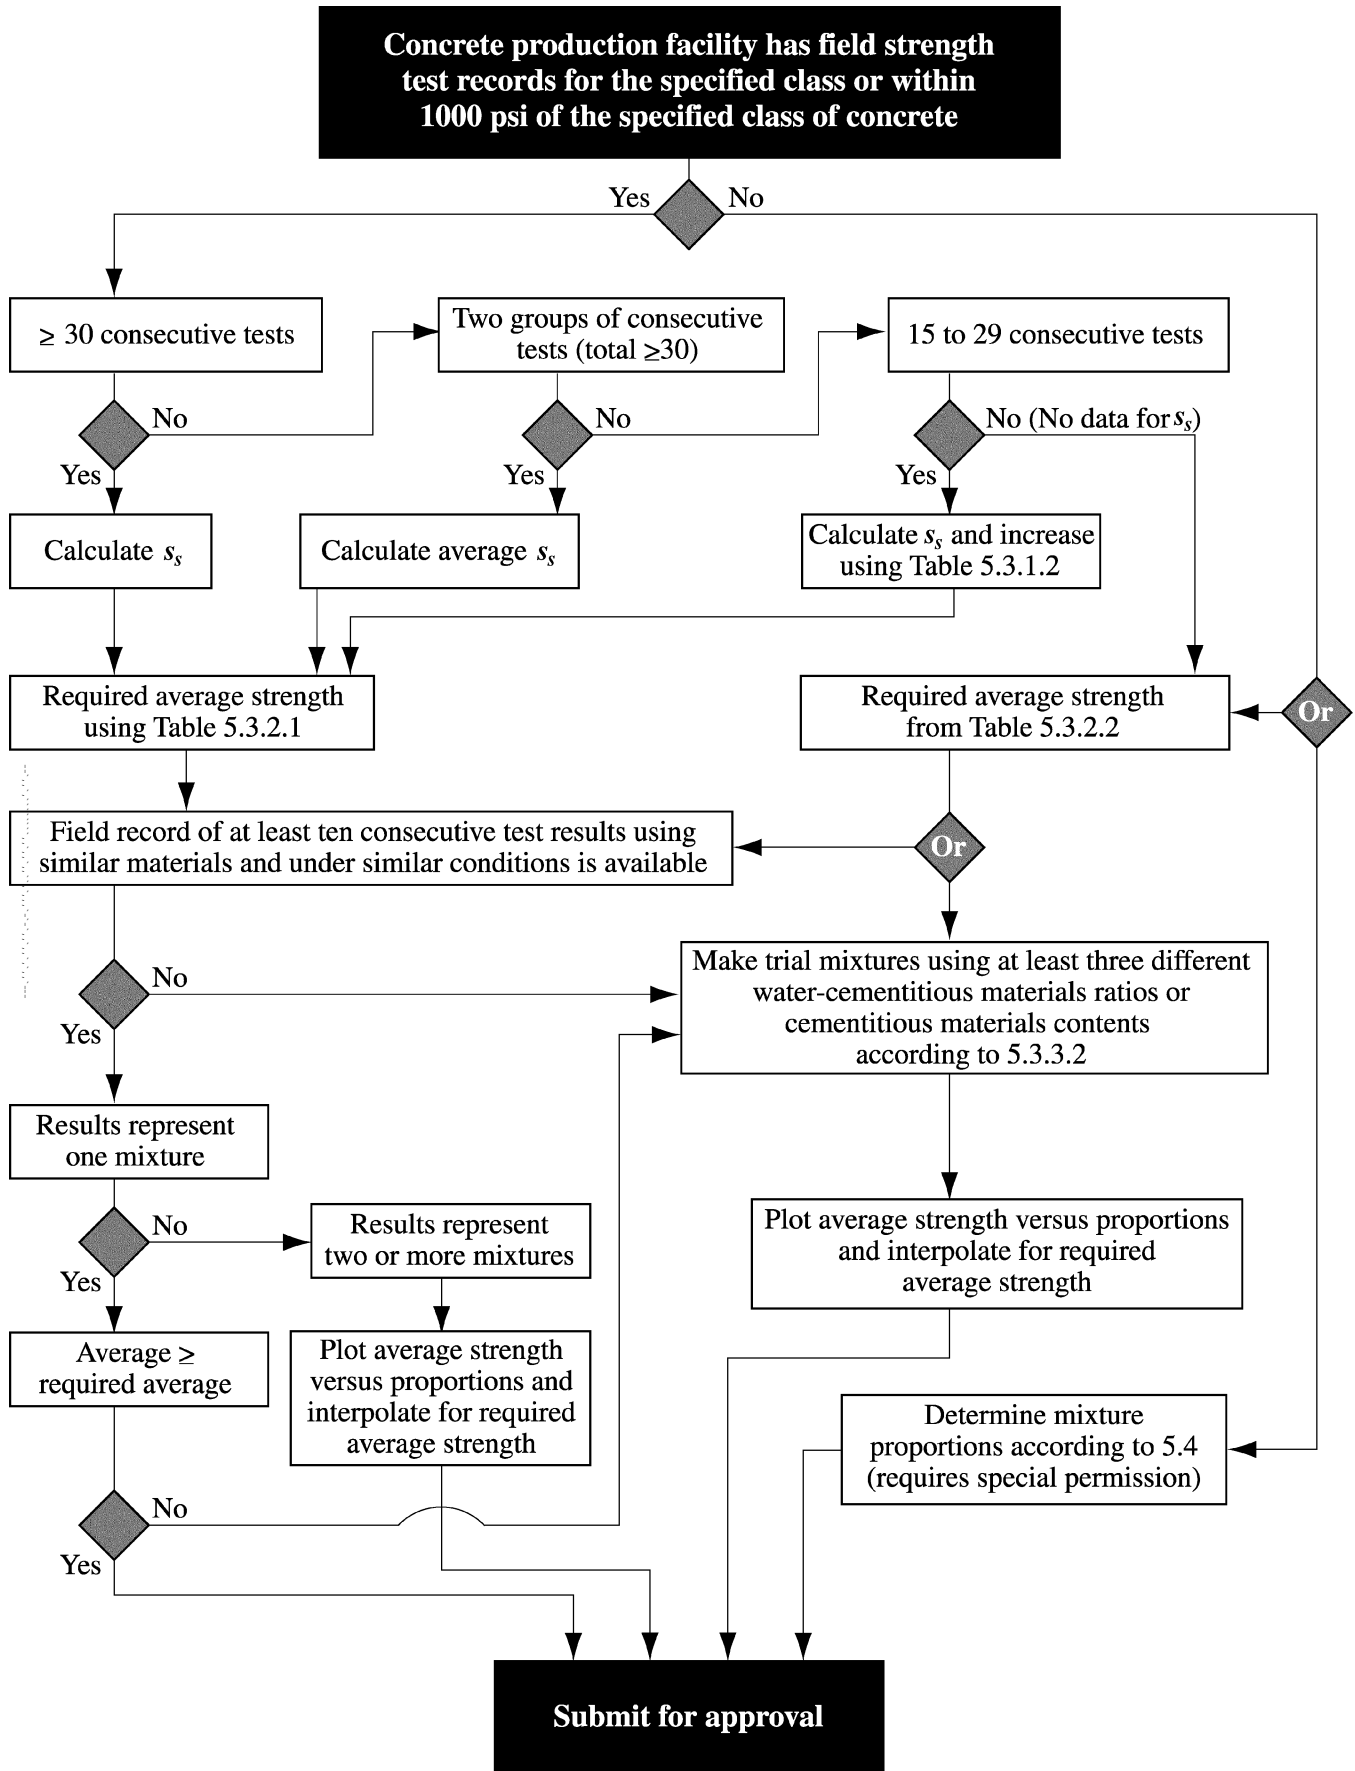 Concrete production facility has field strength
test records for the specified class or within
1000 psi of the specified class of concrete
Yes
No
≥ 30 consecutive tests
Two groups of consecutive
tests (total ≥30)
15 to 29 consecutive tests
No
No
No (No data for ss)
Yes
Yes
Yes
Calculate ss
Calculate average ss
Calculate ss and increase
using Table 5.3.1.2
Required average strength
using Table 5.3.2.1
Required average strength
from Table 5.3.2.2
Or
Field record of at least ten consecutive test results using
similar materials and under similar conditions is available
Or
No
Yes
Make trial mixtures using at least three different
water-cementitious materials ratios or
cementitious materials contents
according to 5.3.3.2
Results represent
one mixture
No
Yes
Results represent
two or more mixtures
Plot average strength versus proportions
and interpolate for required
average strength
Average ≥
required average
Plot average strength
versus proportions and
interpolate for required
average strength
Determine mixture
proportions according to 5.4
(requires special permission)
No
Yes
Submit for approval